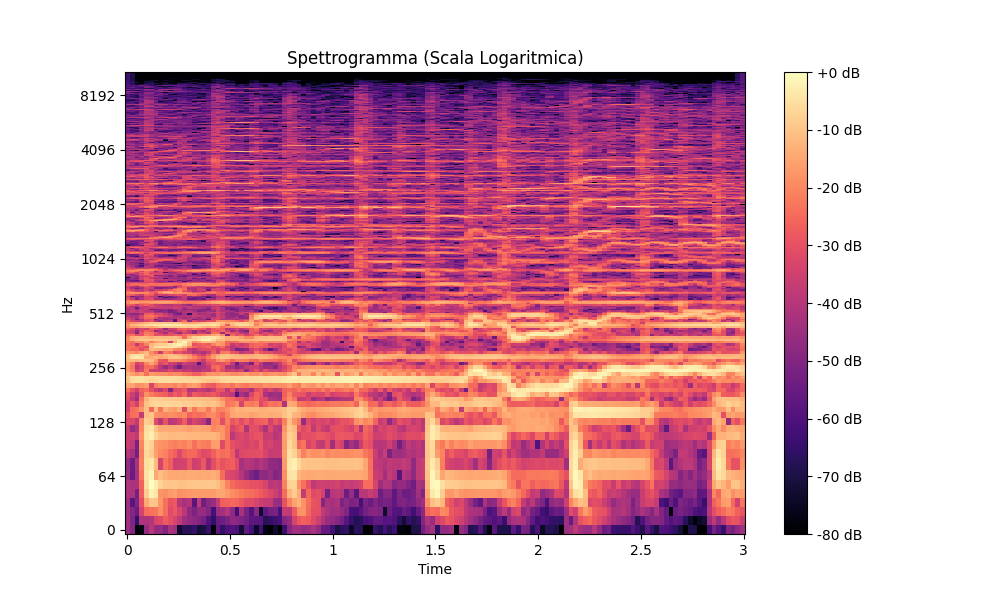 Spettrogramma (Scala Logaritmica)
Hz
8192
4096
2048
1024
512
256
128
64
0
0
0.5
1
1.5
2
2.5
3
Time
+0 dB
-10 dB
-20 dB
-30 dB
-40 dB
-50 dB
-60 dB
-70 dB
-80 dB